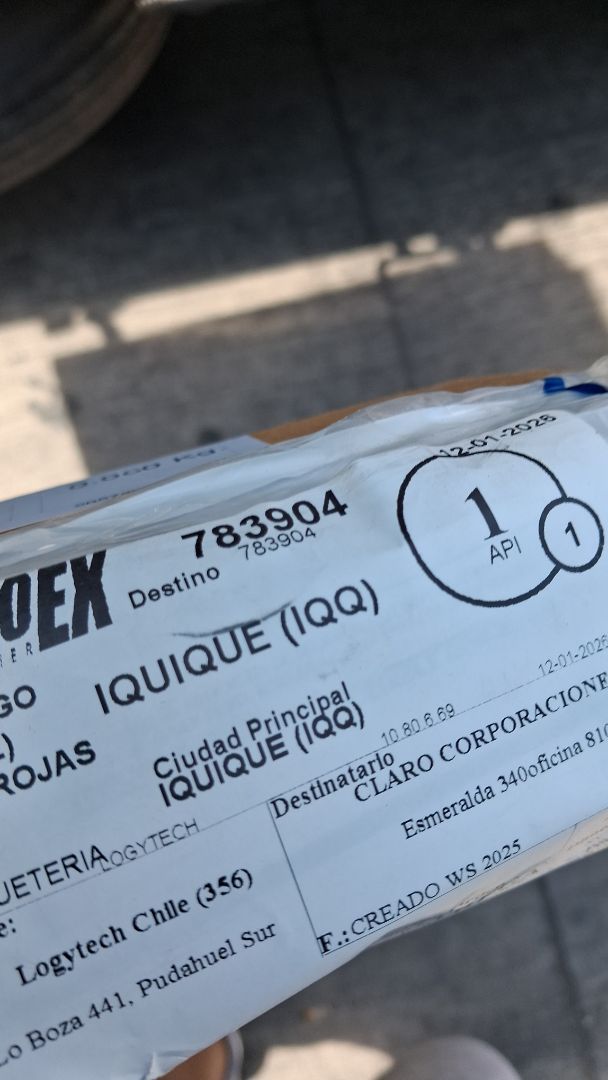 12-01-2026
783904
783904
1
API
1
OEX
Destino
IER
IQUIQUE (IQQ)
GO
ROJAS
Ciudad Principal
IQUIQUE (IQQ)
10.80.6.69
12-01-2026
Destinatario
CLARO CORPORACIONE
Esmeralda 340oficina 810
UETERIA
LOGYTECH
e:
Logytech Chile (356)
F.:CREADO WS 2025
Lo Boza 441, Pudahuel Sur